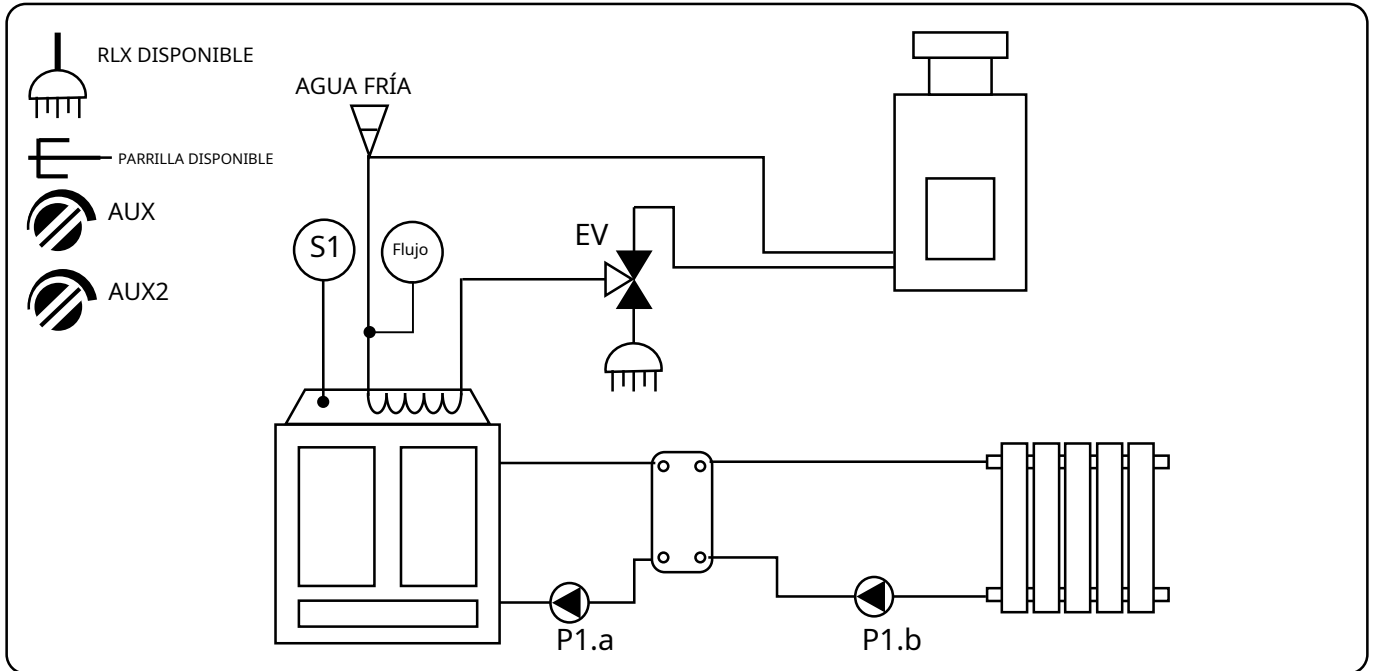 RLX DISPONIBLE
AGUA FRÍA
PARRILLA DISPONIBLE
AUX
S1
Flujo
EV
AUX2
P1.a
P1.b